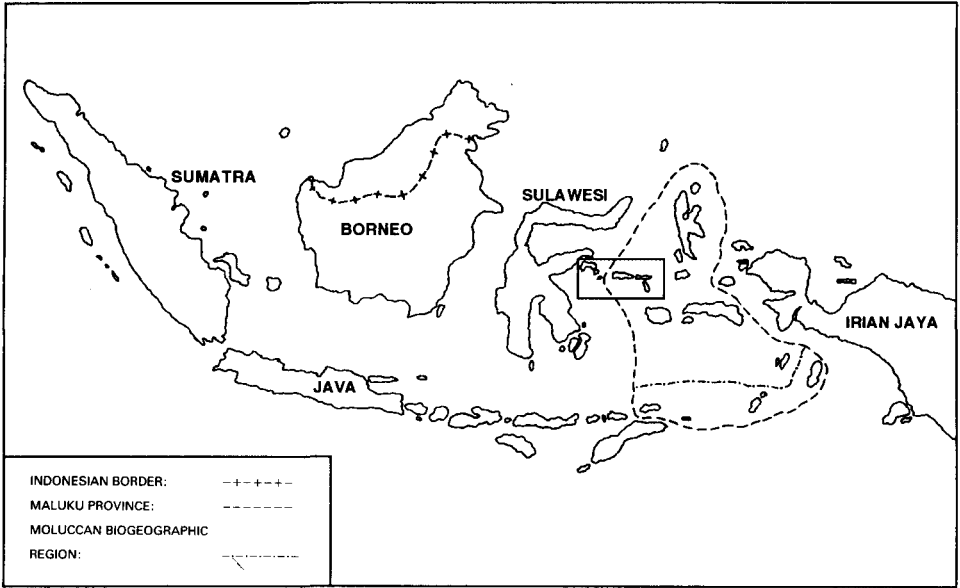 SUMATRA
BORNEO
SULAWESI
IRIAN JAYA
JAVA
INDONESIAN BORDER:
MALUKU PROVINCE:
MOLUCCAN BIOGEOGRAPHIC
REGION: